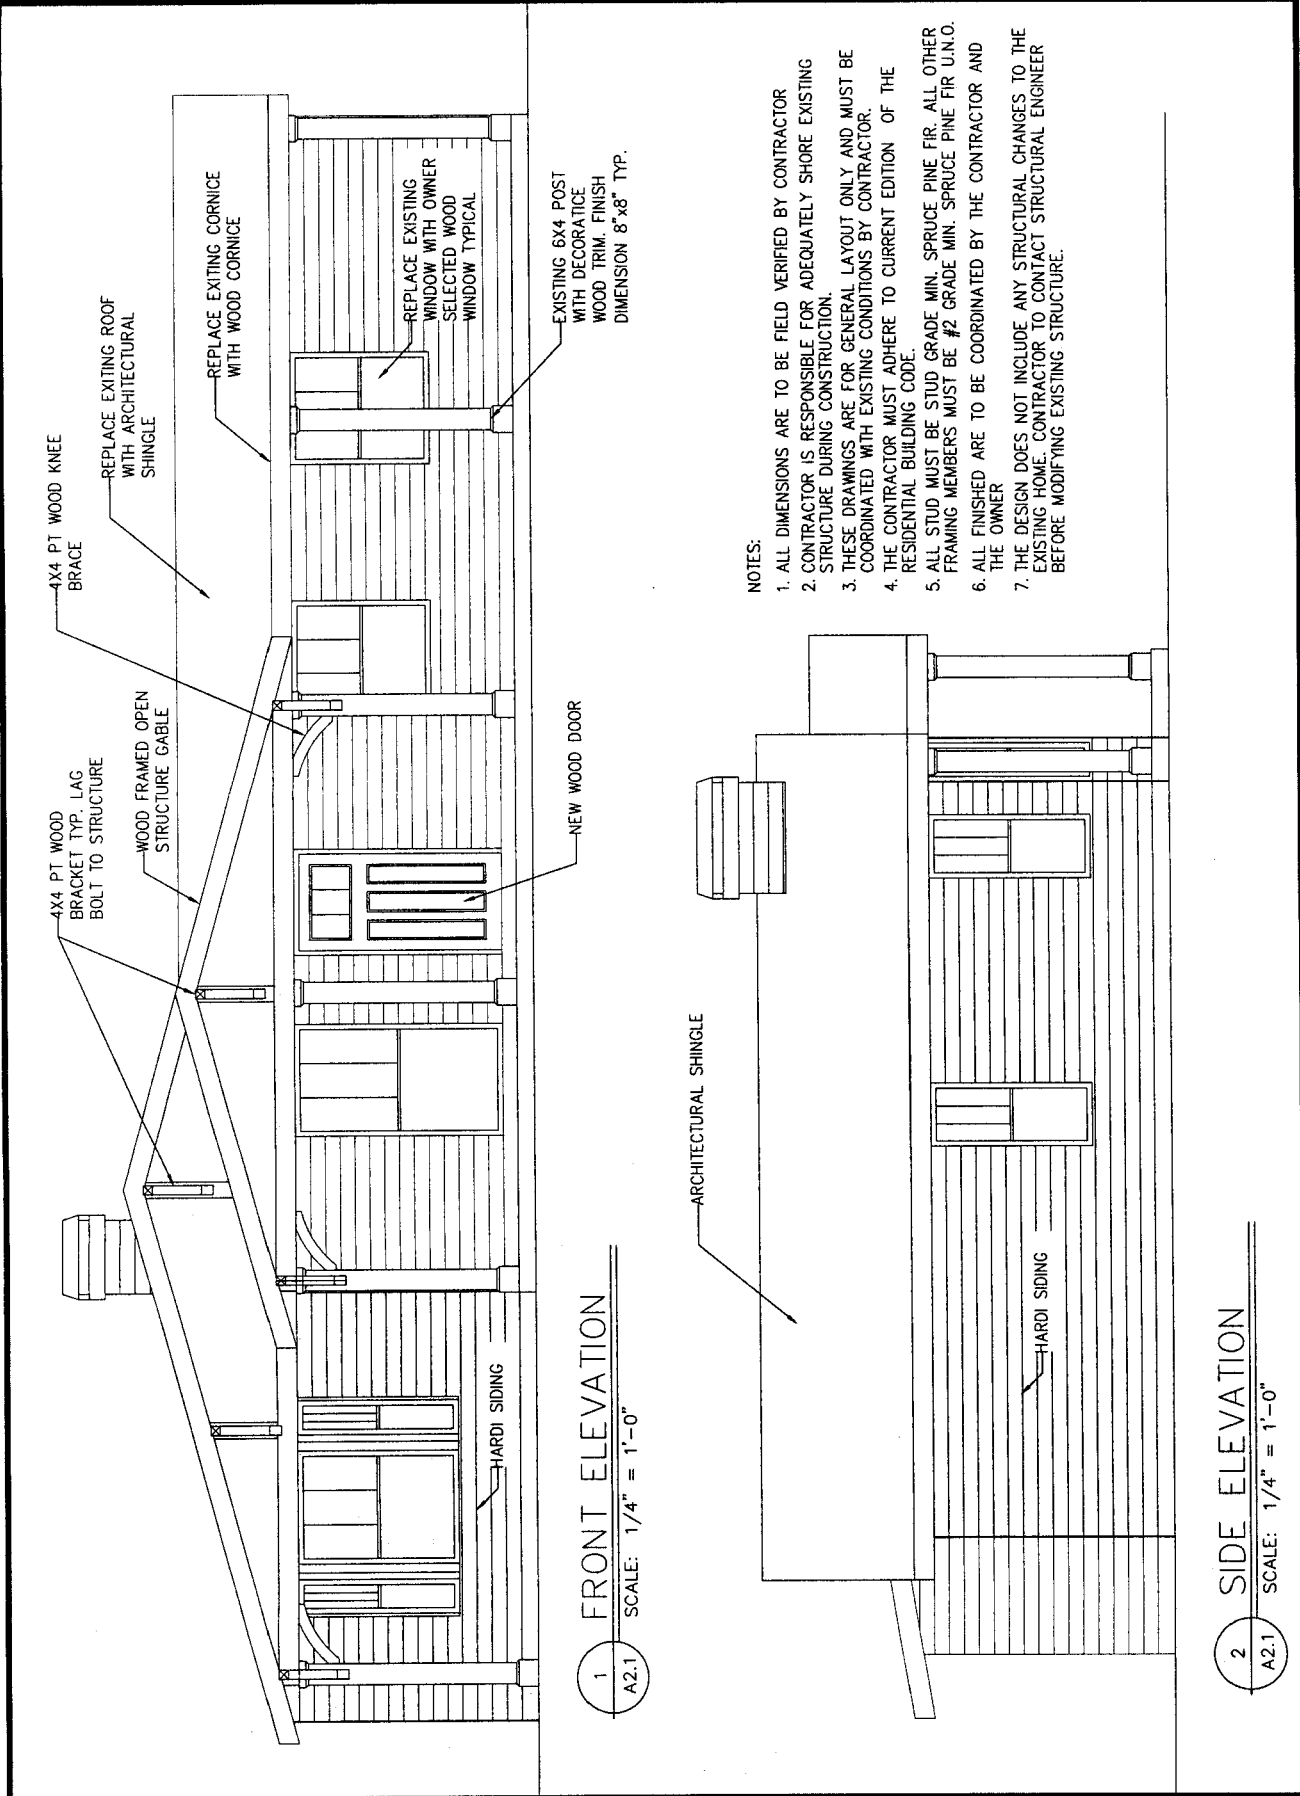 4X4 PT WOOD
BRACKET TYP. LAG
BOLT TO STRUCTURE
WOOD FRAMED OPEN
STRUCTURE GABLE
4X4 PT WOOD KNEE
BRACE
REPLACE EXITING ROOF
WITH ARCHITECTURAL
SHINGLE
REPLACE EXITING CORNICE
WITH WOOD CORNICE
REPLACE EXISTING
WINDOW WITH OWNER
SELECTED WOOD
WINDOW TYPICAL
EXISTING 6X4 POST
WITH DECORATICE
WOOD TRIM. FINISH
DIMENSION 8"x8" TYP.
NEW WOOD DOOR
HARDI SIDING
1
A2.1
FRONT ELEVATION
SCALE: 1/4" = 1'-0"
ARCHITECTURAL SHINGLE
HARDI SIDING
2
A2.1
SIDE ELEVATION
SCALE: 1/4" = 1'-0"
NOTES:
1. ALL DIMENSIONS ARE TO BE FIELD VERIFIED BY CONTRACTOR
2. CONTRACTOR IS RESPONSIBLE FOR ADEQUATELY SHORE EXISTING
STRUCTURE DURING CONSTRUCTION.
3. THESE DRAWINGS ARE FOR GENERAL LAYOUT ONLY AND MUST BE
COORDINATED WITH EXISTING CONDITIONS BY CONTRACTOR.
4. THE CONTRACTOR MUST ADHERE TO CURRENT EDITION OF THE
RESIDENTIAL BUILDING CODE.
5. ALL STUD MUST BE STUD GRADE MIN. SPRUCE PINE FIR. ALL OTHER
FRAMING MEMBERS MUST BE #2 GRADE MIN. SPRUCE PINE FIR U.N.O.
6. ALL FINISHED ARE TO BE COORDINATED BY THE CONTRACTOR AND
THE OWNER
7. THE DESIGN DOES NOT INCLUDE ANY STRUCTURAL CHANGES TO THE
EXISTING HOME. CONTRACTOR TO CONTACT STRUCTURAL ENGINEER
BEFORE MODIFYING EXISTING STRUCTURE.